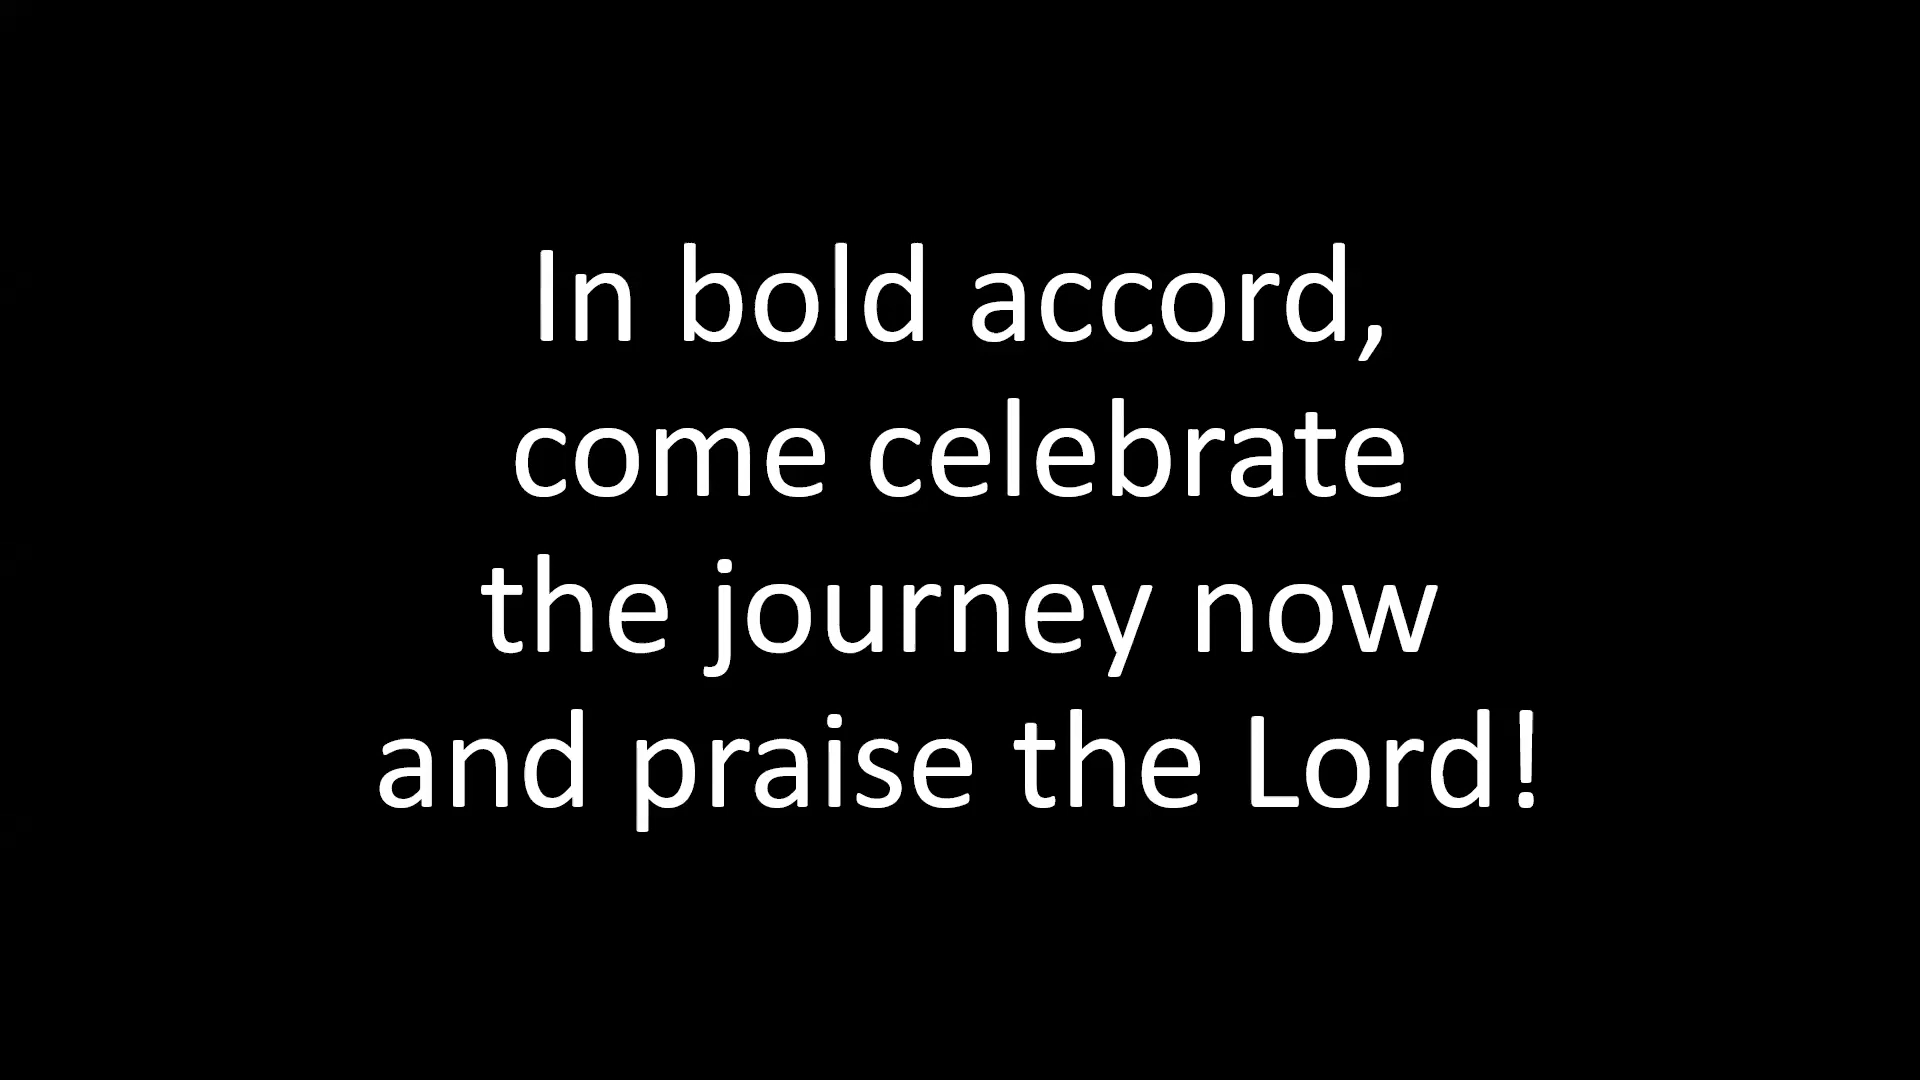 In bold accord,
come celebrate
the journey now
and praise the Lord!